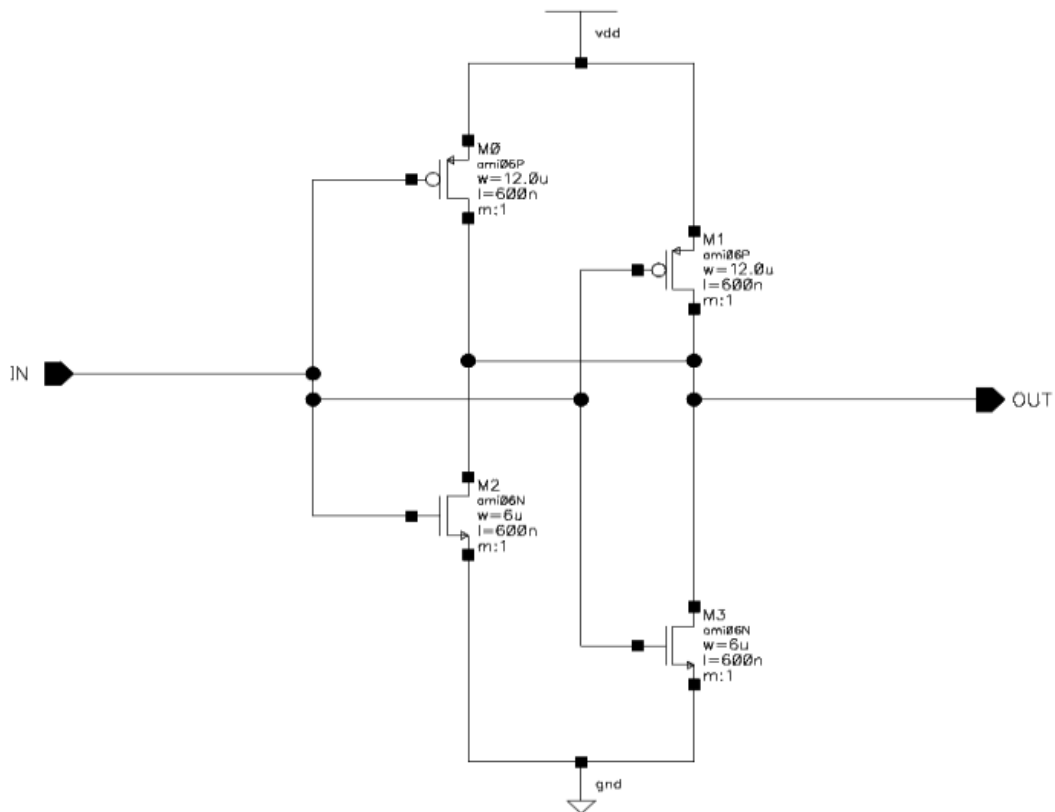 vdd
MØ
ami06P
w=12.0u
l=600n
m:1
M1
ami06P
w=12.0u
l=600n
m:1
IN
OUT
M2
ami06N
w=6u
l=600n
m:1
M3
ami06N
w=6u
l=600n
m:1
gnd